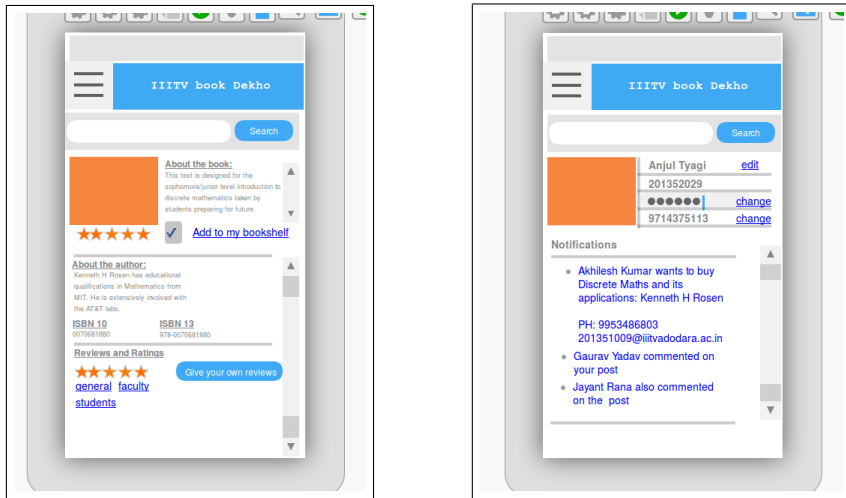 IIITV book Dekho
Search
About the book:
This text is designed for the
sophomore/junior level introduction to
discrete mathematics taken by
students preparing for future
Add to my bookshelf
About the author:
Kenneth H Rosen has educational
qualifications in Mathematics from
MIT. He is extensively involved with
the AT&T labs.
ISBN 10 ISBN 13
0070681880 978-0070681880
Reviews and Ratings
Give your own reviews
general faculty
students
IIITV book Dekho
Search
Anjul Tyagi edit
201352029
change
9714375113 change
Notifications
Akhilesh Kumar wants to buy
Discrete Maths and its
applications: Kenneth H Rosen
PH: 9953486803
201351009@iiitvadodara.ac.in
Gaurav Yadav commented on
your post
Jayant Rana also commented
on the post